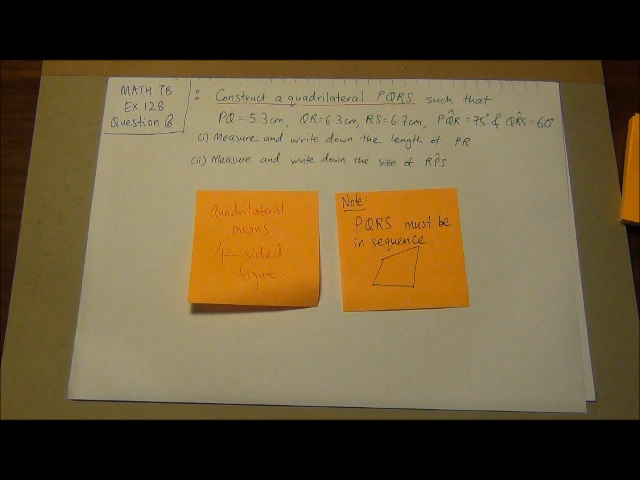 MATH 7B
EX 12B
Question 6
: Construct a quadrilateral PQRS such that
PQ = 5.3cm, QR = 6.3cm, RS = 6.7cm, PQ̂R = 75° & QR̂S = 60°
(i) Measure and write down the length of PR.
(ii) Measure and write down the size of RP̂S.
Quadrilateral
means
4-sided
figure.
Note:
PQRS must be
in sequence.